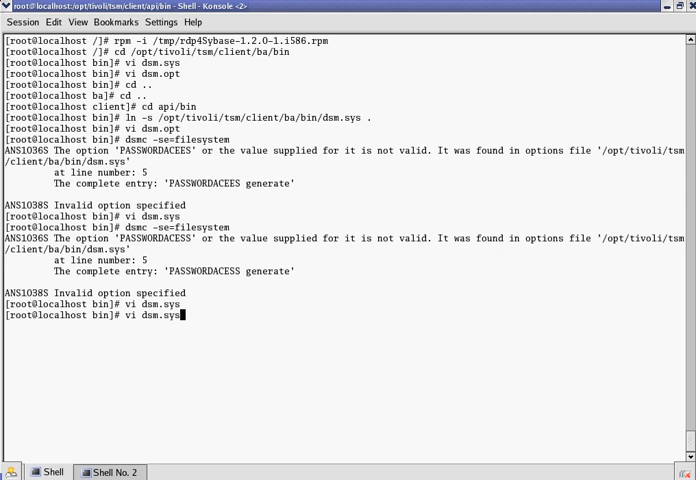 root@localhost:/opt/tivoli/tsm/client/api/bin - Shell - Konsole <2>
Session Edit View Bookmarks Settings Help
[root@localhost /]# rpm -i /tmp/rdp4Sybase-1.2.0-1.i586.rpm
[root@localhost /]# cd /opt/tivoli/tsm/client/ba/bin
[root@localhost bin]# vi dsm.sys
[root@localhost bin]# vi dsm.opt
[root@localhost bin]# cd ..
[root@localhost ba]# cd ..
[root@localhost client]# cd api/bin
[root@localhost bin]# ln -s /opt/tivoli/tsm/client/ba/bin/dsm.sys .
[root@localhost bin]# vi dsm.opt
[root@localhost bin]# dsmc -se=filesystem
ANS1036S The option 'PASSWORDACEES' or the value supplied for it is not valid. It was found in options file '/opt/tivoli/tsm
/client/ba/bin/dsm.sys'
at line number: 5
The complete entry: 'PASSWORDACEES generate'
ANS1038S Invalid option specified
[root@localhost bin]# vi dsm.sys
[root@localhost bin]# dsmc -se=filesystem
ANS1036S The option 'PASSWORDACESS' or the value supplied for it is not valid. It was found in options file '/opt/tivoli/tsm
/client/ba/bin/dsm.sys'
at line number: 5
The complete entry: 'PASSWORDACESS generate'
ANS1038S Invalid option specified
[root@localhost bin]# vi dsm.sys
[root@localhost bin]# vi dsm.sys
Shell Shell No. 2